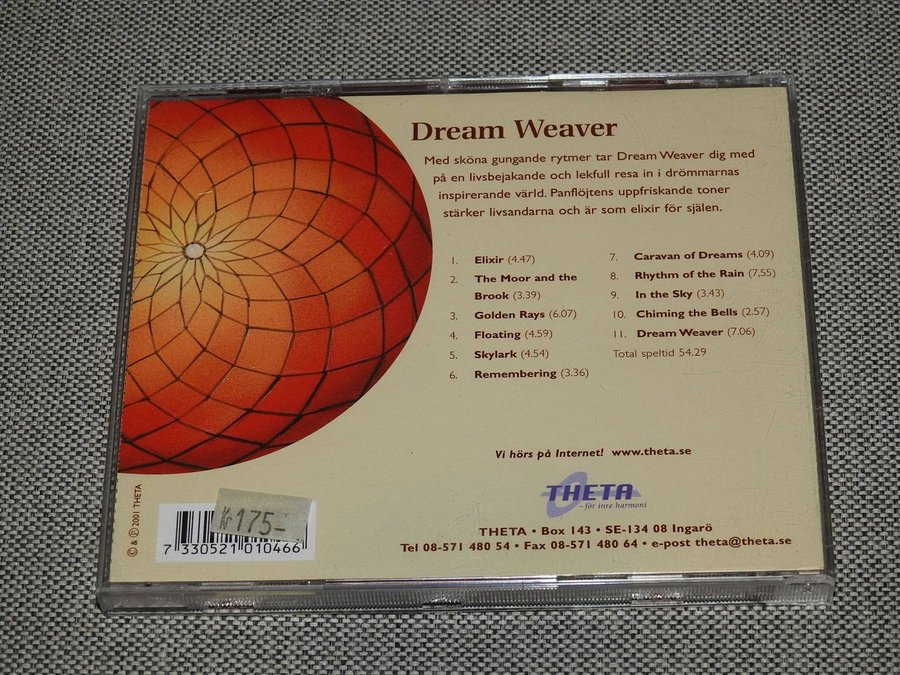 Dream Weaver
Med sköna gungande rytmer tar Dream Weaver dig med
på en livsbejakande och lekfull resa in i drömmarnas
inspirerande värld. Panflöjtens uppfriskande toner
stärker livsandarna och är som elixir för själen.
1. Elixir (4.47)
2. The Moor and the
Brook (3.39)
3. Golden Rays (6.07)
4. Floating (4.59)
5. Skylark (4.54)
6. Remembering (3.36)
7. Caravan of Dreams (4.09)
8. Rhythm of the Rain (7.55)
9. In the Sky (3.43)
10. Chiming the Bells (2.57)
11. Dream Weaver (7.06)
Total speltid 54.29
Vi hörs på Internet! www.theta.se
THETA
– för inre harmoni
THETA • Box 143 • SE-134 08 Ingarö
Tel 08-571 480 54 • Fax 08-571 480 64 • e-post theta@theta.se
© & ℗ 2001 THETA
Kr 175-
7 330521 010466